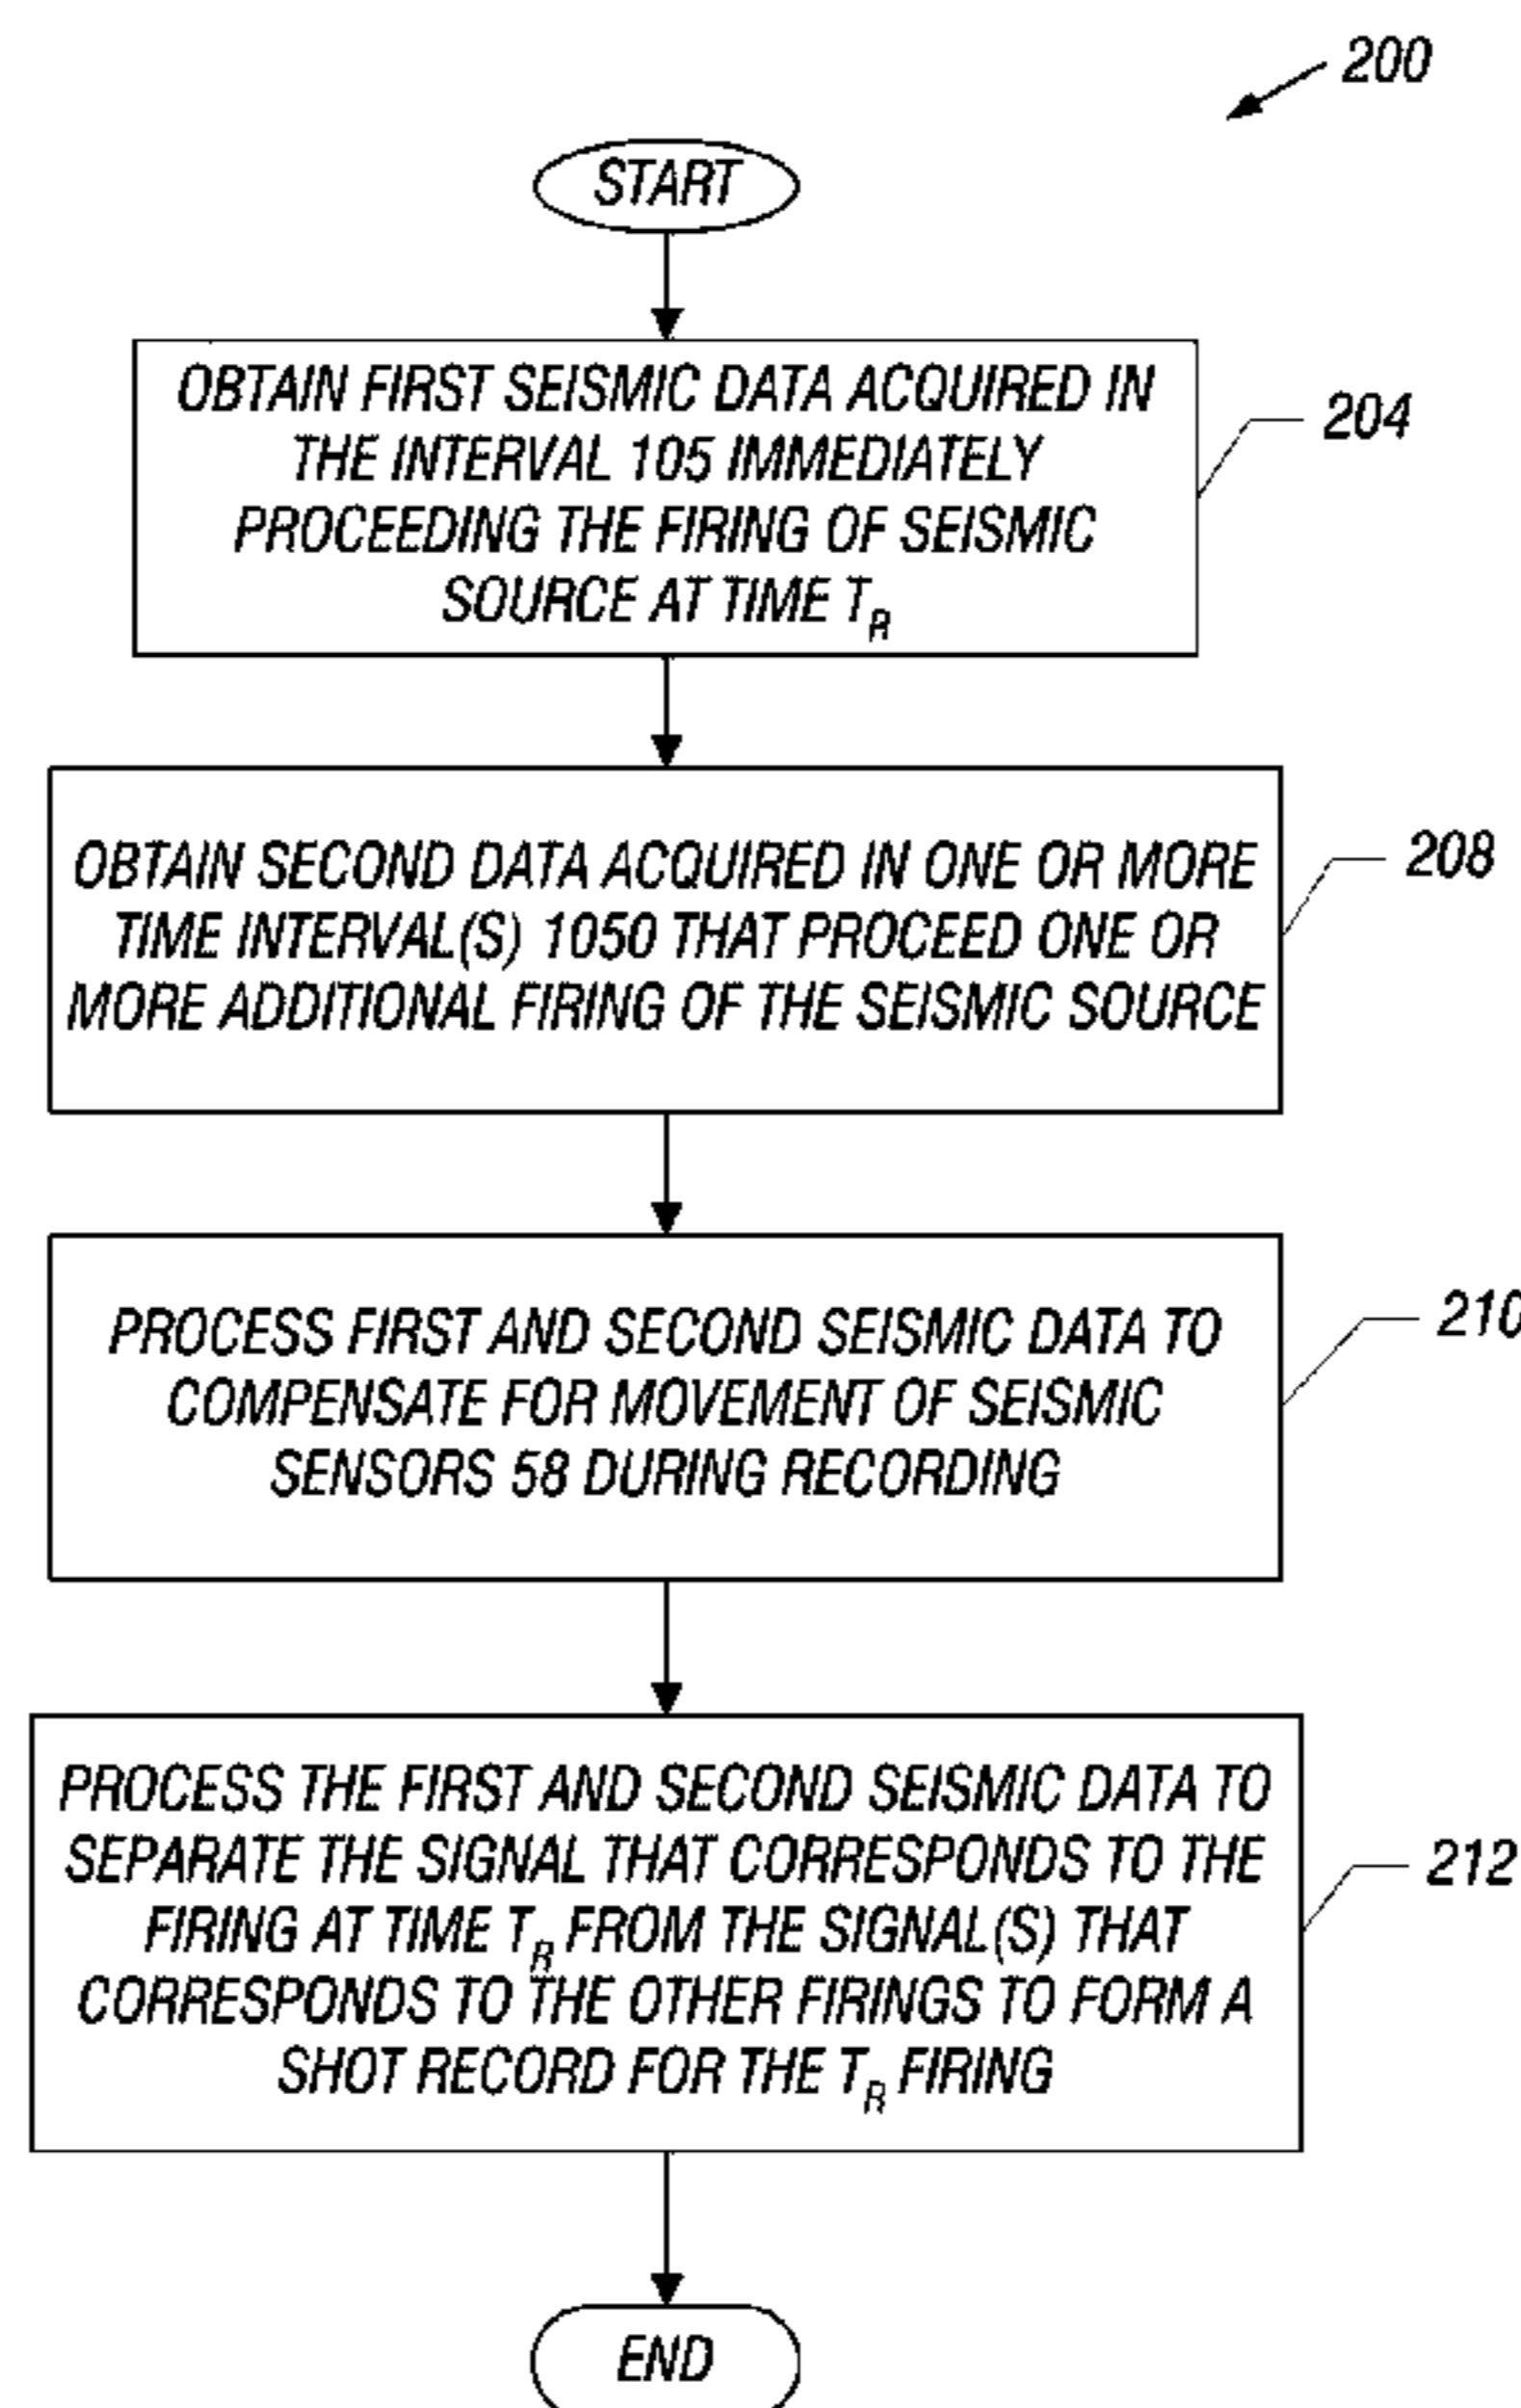 200
START
OBTAIN FIRST SEISMIC DATA ACQUIRED IN
THE INTERVAL 105 IMMEDIATELY
PROCEEDING THE FIRING OF SEISMIC
SOURCE AT TIME T_R
204
OBTAIN SECOND DATA ACQUIRED IN ONE OR MORE
TIME INTERVAL(S) 1050 THAT PROCEED ONE OR
MORE ADDITIONAL FIRING OF THE SEISMIC SOURCE
208
PROCESS FIRST AND SECOND SEISMIC DATA TO
COMPENSATE FOR MOVEMENT OF SEISMIC
SENSORS 58 DURING RECORDING
210
PROCESS THE FIRST AND SECOND SEISMIC DATA TO
SEPARATE THE SIGNAL THAT CORRESPONDS TO THE
FIRING AT TIME T_R FROM THE SIGNAL(S) THAT
CORRESPONDS TO THE OTHER FIRINGS TO FORM A
SHOT RECORD FOR THE T_R FIRING
212
END